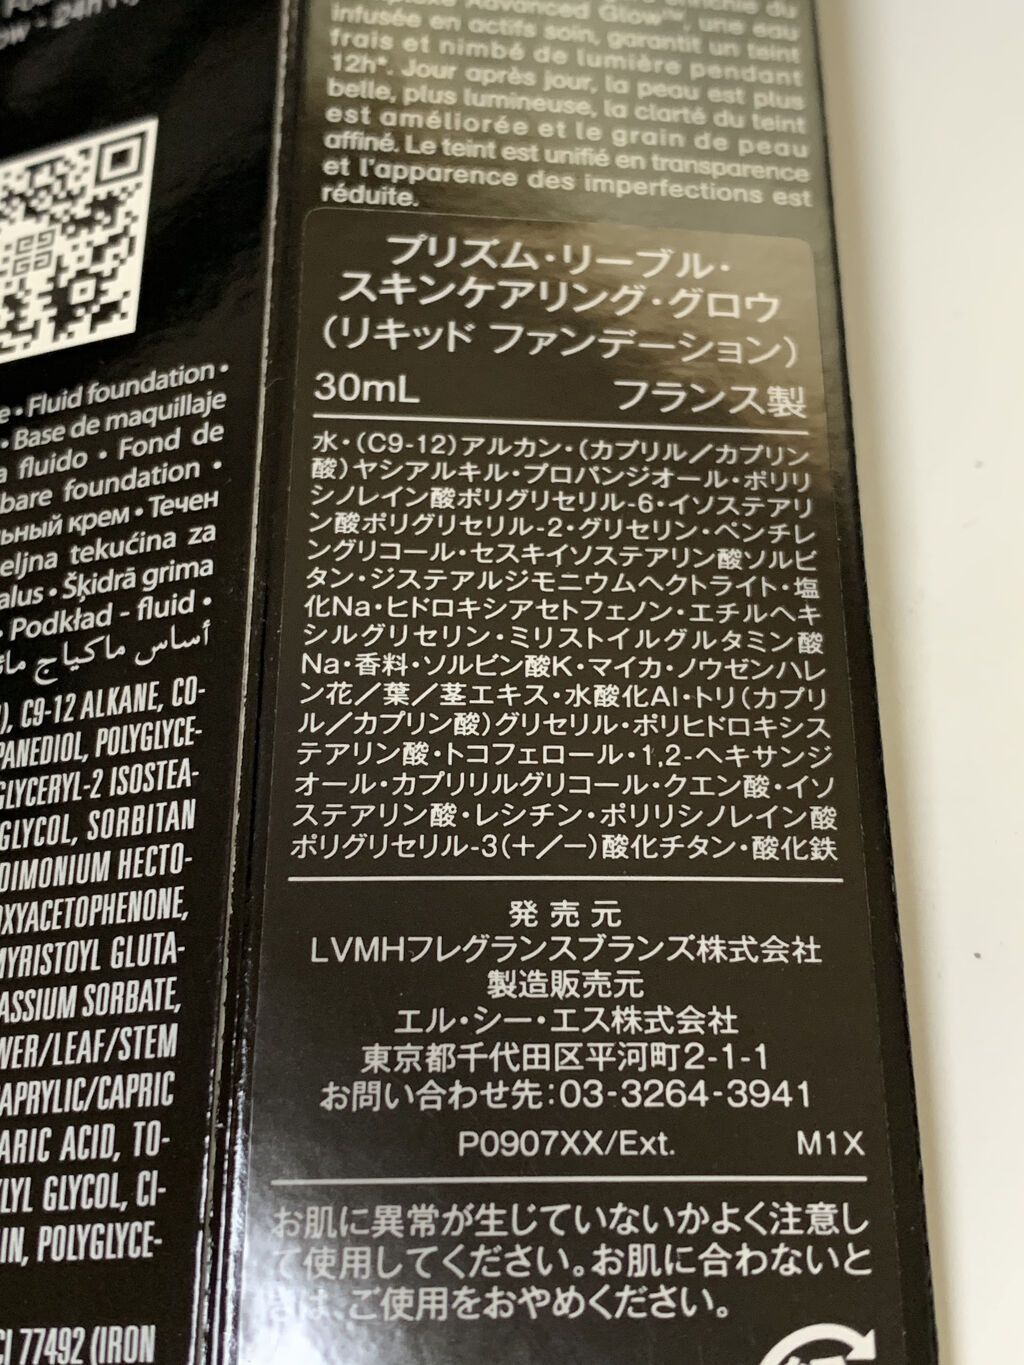 24h
Advanced Glow™, une eau
infusée en actifs soin, garantit un teint
frais et nimbé de lumière pendant
12h*. Jour après jour, la peau est plus
belle, plus lumineuse, la clarté du teint
est améliorée et le grain de peau
affiné. Le teint est unifié en transparence
et l'apparence des imperfections est
réduite.
プリズム・リーブル・
スキンケアリング・グロウ
(リキッド ファンデーション)
30mL フランス製
水・(C9-12)アルカン・(カプリル／カプリン
酸)ヤシアルキル・プロパンジオール・ポリリ
シノレイン酸ポリグリセリル-6・イソステアリ
ン酸ポリグリセリル-2・グリセリン・ペンチレ
ングリコール・セスキイソステアリン酸ソルビ
タン・ジステアルジモニウムヘクトライト・塩
化Na・ヒドロキシアセトフェノン・エチルヘキ
シルグリセリン・ミリストイルグルタミン酸
Na・香料・ソルビン酸K・マイカ・ノウゼンハレ
ン花／葉／茎エキス・水酸化Al・トリ(カプリ
ル／カプリン酸)グリセリル・ポリヒドロキシス
テアリン酸・トコフェロール・1,2-ヘキサンジ
オール・カプリリルグリコール・クエン酸・イソ
ステアリン酸・レシチン・ポリリシノレイン酸
ポリグリセリル-3(+／−)酸化チタン・酸化鉄
発売元
LVMHフレグランスブランズ株式会社
製造販売元
エル・シー・エス株式会社
東京都千代田区平河町2-1-1
お問い合わせ先:03-3264-3941
P0907XX/Ext. M1X
お肌に異常が生じていないかよく注意し
て使用してください。お肌に合わないと
きは、ご使用をおやめください。
• Fluid foundation •
• Base de maquillaje
fluido • Fond de
foundation •
крем • Течен
tekućina za
• Šķidrā grima
• Podkład - fluid •
أساس ماكياج
C9-12 ALKANE, CO-
POLYGLYCE-
GLYCERYL-2 ISOSTEA-
GLYCOL, SORBITAN
HECTO-
MYRISTOYL GLUTA-
SORBATE,
/LEAF/STEM
CAPRYLIC/CAPRIC
ACID, TO-
GLYCOL, CI-
POLYGLYCE-
CI 77492 (IRON